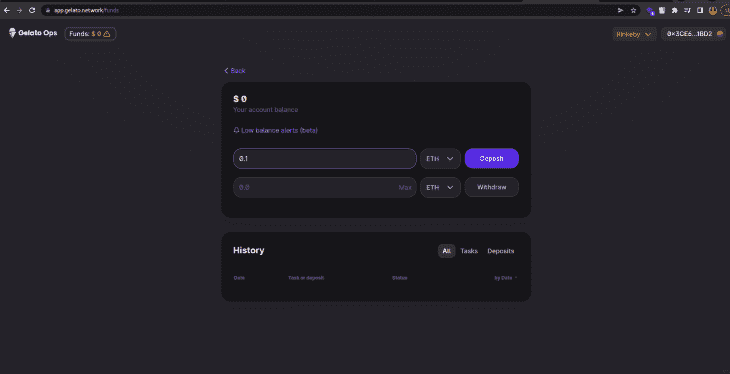 app.gelato.network/funds
Gelato Ops
Funds: $ 0
Rinkeby
0x3CE6...1BD2
Back
$ 0
Your account balance
Low balance alerts (beta)
0.1
ETH
Deposit
0.0
Max
ETH
Withdraw
History
All
Tasks
Deposits
Date
Task or deposit
Status
by Date